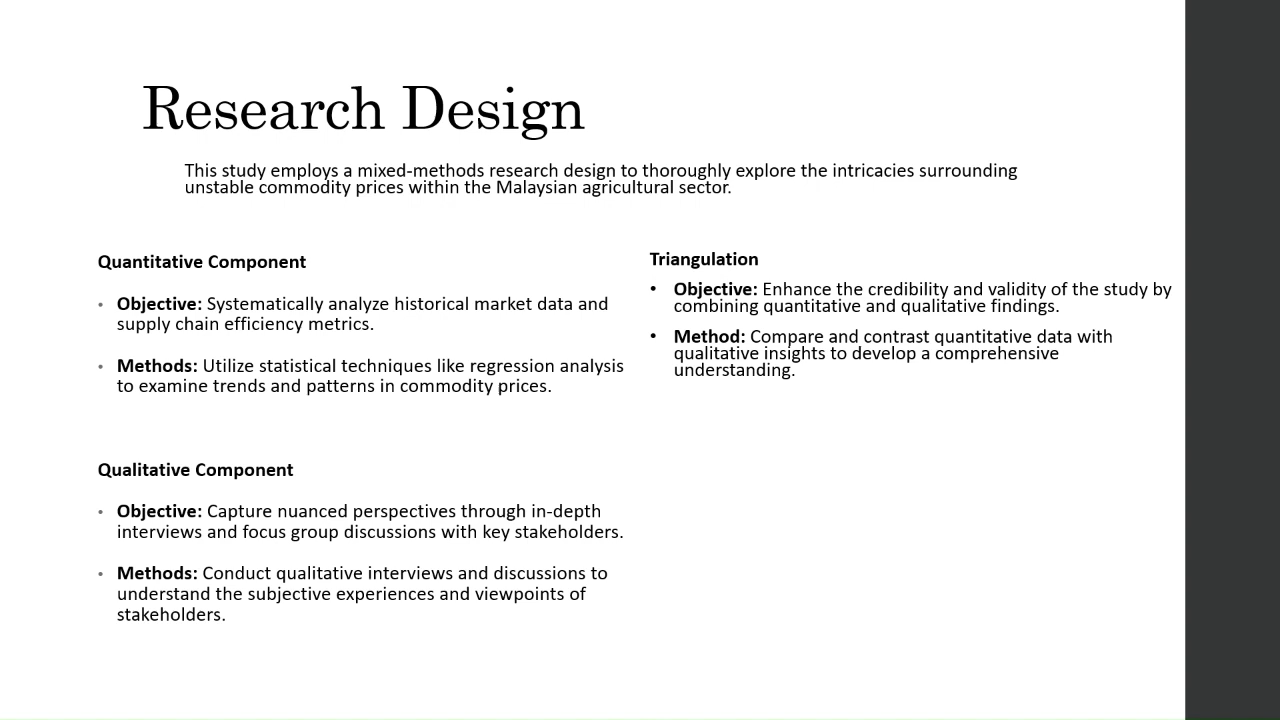 Research Design
This study employs a mixed-methods research design to thoroughly explore the intricacies surrounding
unstable commodity prices within the Malaysian agricultural sector.
Quantitative Component
• Objective: Systematically analyze historical market data and
supply chain efficiency metrics.
• Methods: Utilize statistical techniques like regression analysis
to examine trends and patterns in commodity prices.
Qualitative Component
• Objective: Capture nuanced perspectives through in-depth
interviews and focus group discussions with key stakeholders.
• Methods: Conduct qualitative interviews and discussions to
understand the subjective experiences and viewpoints of
stakeholders.
Triangulation
• Objective: Enhance the credibility and validity of the study by
combining quantitative and qualitative findings.
• Method: Compare and contrast quantitative data with
qualitative insights to develop a comprehensive
understanding.